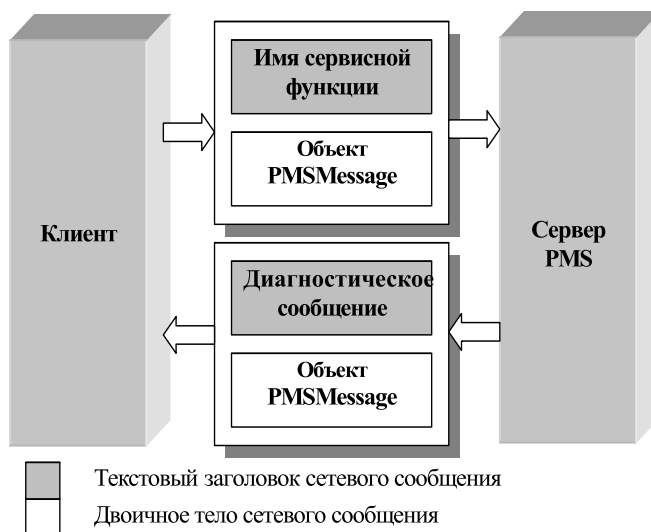 Имя сервисной
функции
Объект
PMSMessage
Клиент
Сервер
PMS
Диагностическое
сообщение
Объект
PMSMessage
Текстовый заголовок сетевого сообщения
Двоичное тело сетевого сообщения